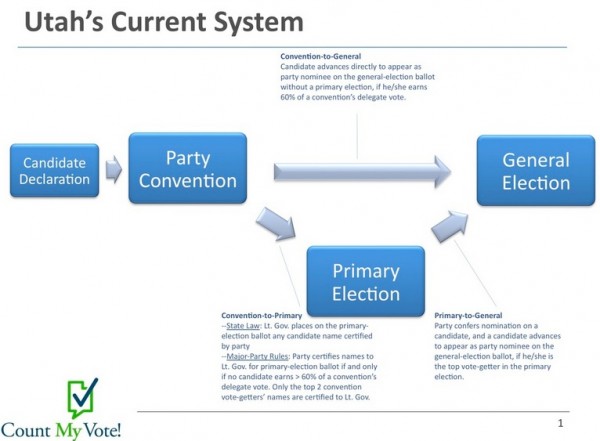 Utah's Current System
Convention-to-General
Candidate advances directly to appear as
party nominee on the general-election ballot
without a primary election, if he/she earns
60% of a convention's delegate vote.
Candidate
Declaration
Party
Convention
General
Election
Primary
Election
Convention-to-Primary
--State Law: Lt. Gov. places on the primary-
election ballot any candidate name certified
by party
--Major-Party Rules: Party certifies names to
Lt. Gov. for primary-election ballot if and only
if no candidate earns > 60% of a convention's
delegate vote. Only the top 2 convention
vote-getters' names are certified to Lt. Gov.
Primary-to-General
Party confers nomination on a
candidate, and a candidate advances
to appear as party nominee on the
general-election ballot, if he/she is
the top vote-getter in the primary
election.
Count My Vote!
1